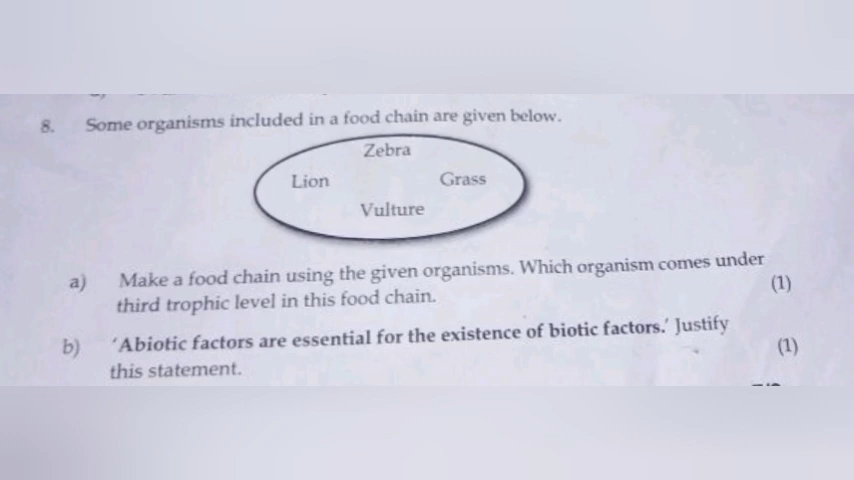 8. Some organisms included in a food chain are given below.
Zebra
Lion Grass
Vulture
a) Make a food chain using the given organisms. Which organism comes under
third trophic level in this food chain. (1)
b) 'Abiotic factors are essential for the existence of biotic factors.' Justify
this statement. (1)